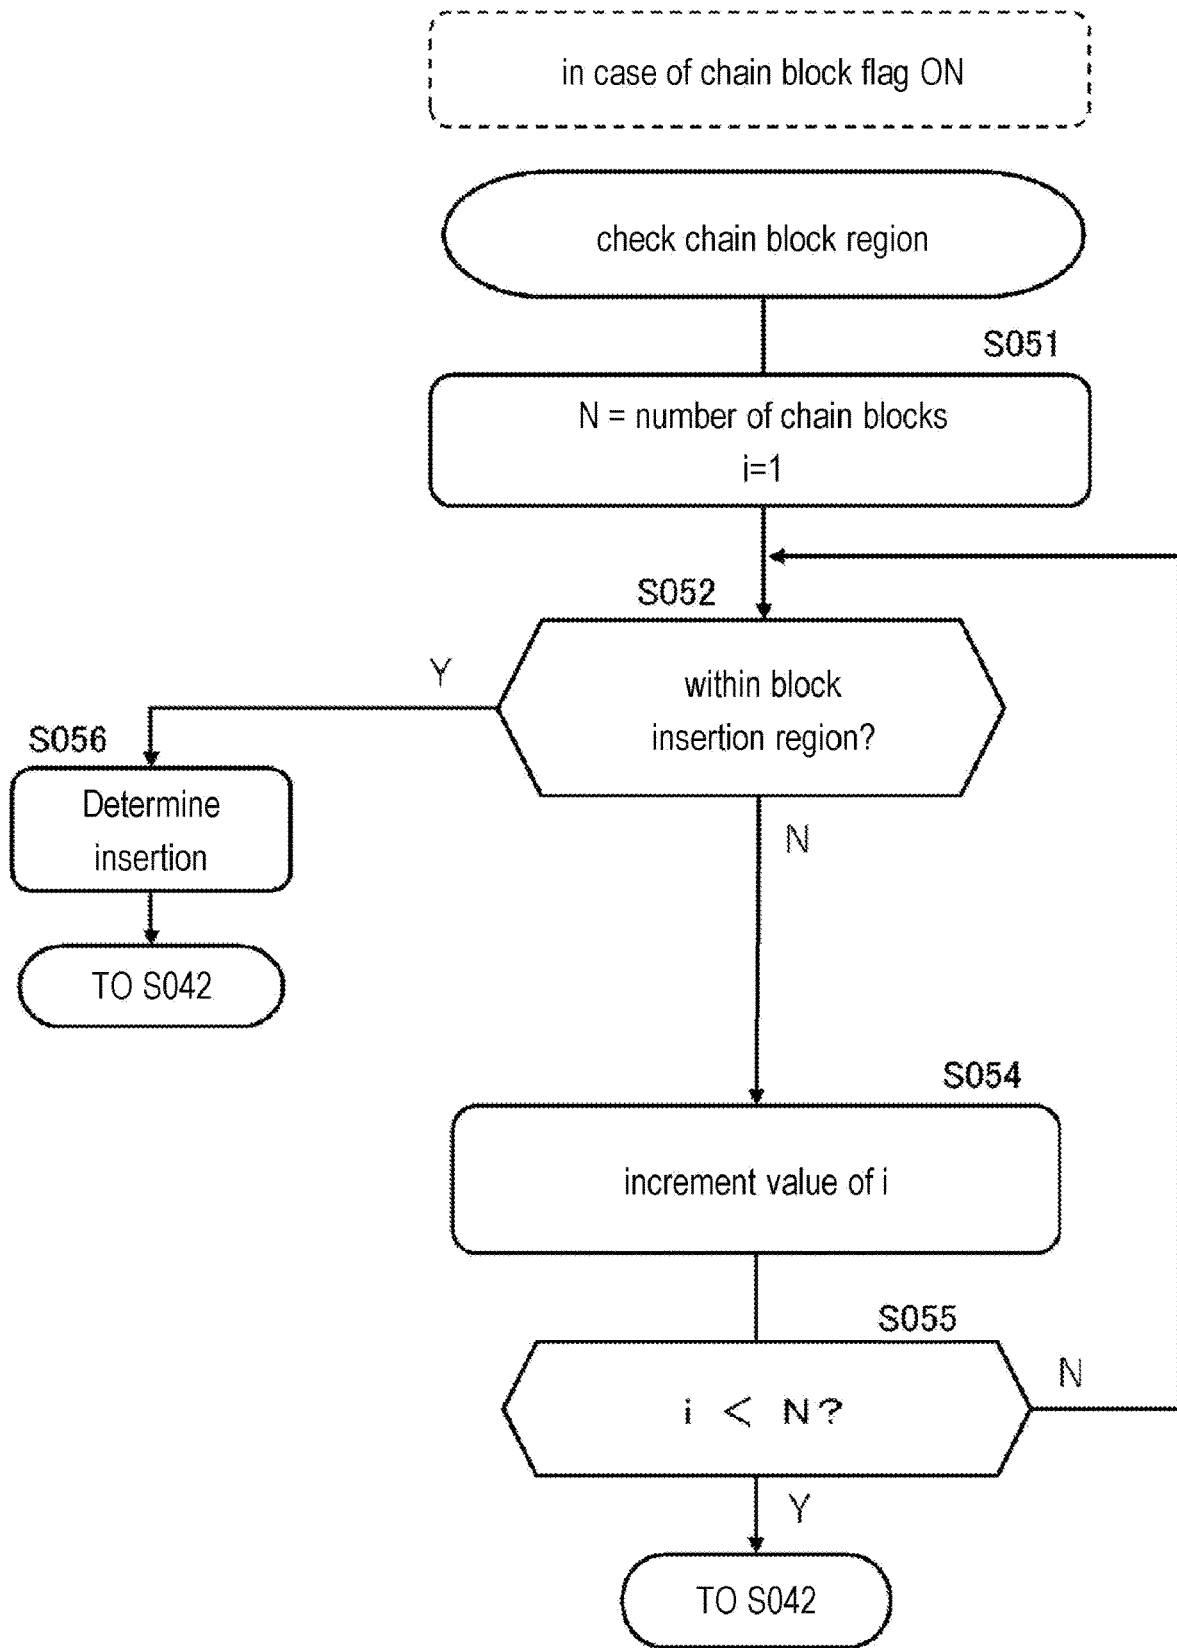 in case of chain block flag ON
check chain block region
S051
N = number of chain blocks
i=1
S052
within block
insertion region?
Y
S056
Determine
insertion
TO S042
N
S054
increment value of i
S055
i < N?
N
Y
TO S042